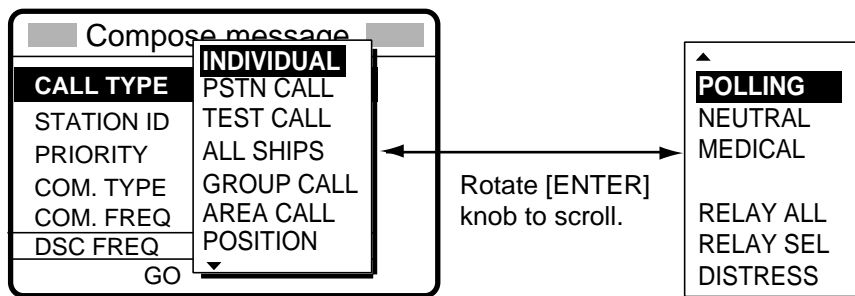 Compose message
CALL TYPE
STATION ID
PRIORITY
COM. TYPE
COM. FREQ
DSC FREQ
GO
INDIVIDUAL
PSTN CALL
TEST CALL
ALL SHIPS
GROUP CALL
AREA CALL
POSITION
Rotate [ENTER]
knob to scroll.
POLLING
NEUTRAL
MEDICAL
RELAY ALL
RELAY SEL
DISTRESS